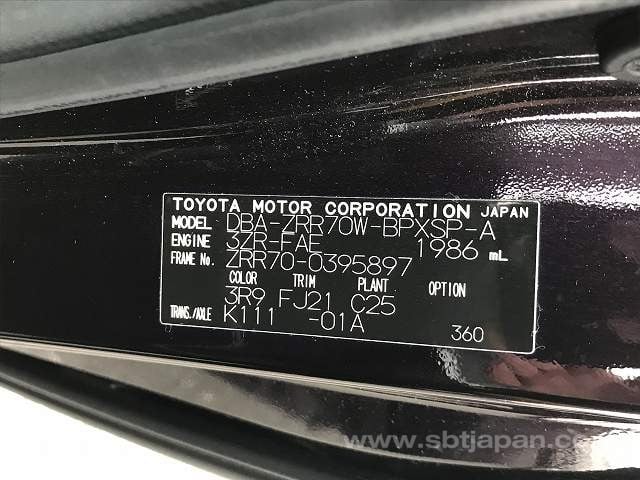 TOYOTA MOTOR CORPORATION JAPAN
MODEL DBA-ZRR70W-BPXSP-A
ENGINE 3ZR-FAE 1986 mL
FRAME No. ZRR70-0395897
COLOR TRIM PLANT OPTION
3R9 FJ21 C25
TRANS./AXLE K111 -01A 360
www.sbtjapan.com